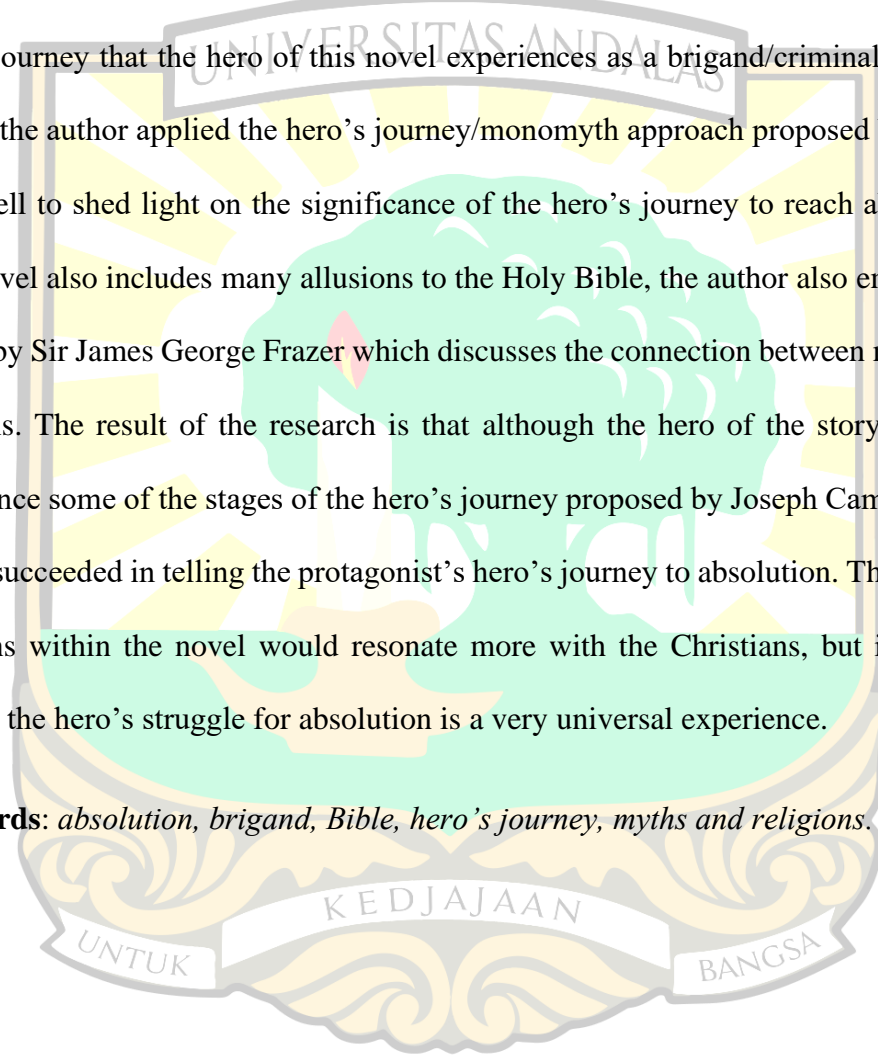 UNIVERSITAS ANDALAS
ourney that the hero of this novel experiences as a brigand/criminal
the author applied the hero’s journey/monomyth approach proposed
ell to shed light on the significance of the hero’s journey to reach a
vel also includes many allusions to the Holy Bible, the author also e
by Sir James George Frazer which discusses the connection between
s. The result of the research is that although the hero of the story
nce some of the stages of the hero’s journey proposed by Joseph Cam
succeeded in telling the protagonist’s hero’s journey to absolution. Th
ns within the novel would resonate more with the Christians, but i
the hero’s struggle for absolution is a very universal experience.
rds: absolution, brigand, Bible, hero’s journey, myths and religions.
UNTUK KEDJAJAAN BANGSA